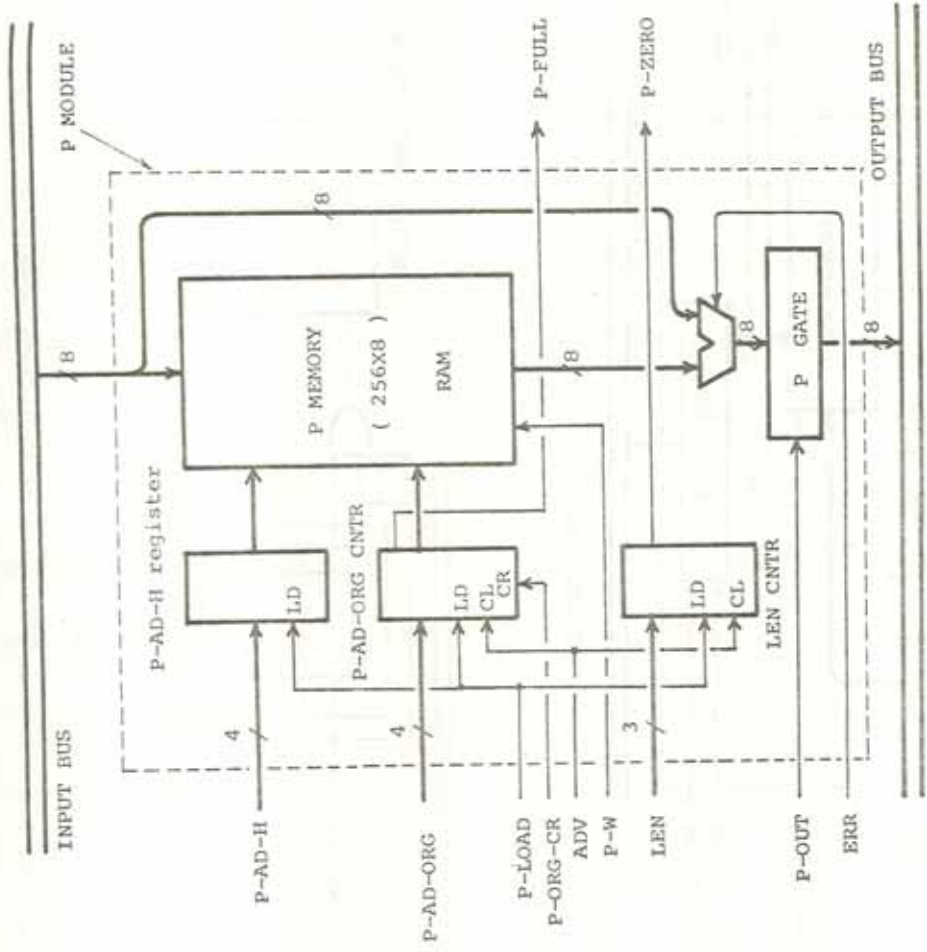 INPUT BUS
P MODULE
8
P-AD-H register
P-AD-H
4
LD
P MEMORY
( 256X8 )
RAM
8
P-AD-ORG CNTR
P-AD-ORG
4
LD
CL
CR
P-FULL
P-LOAD
P-ORG-CR
ADV
P-W
8
LEN
3
LD
CL
LEN CNTR
P-ZERO
8
P-OUT
P GATE
ERR
8
OUTPUT BUS